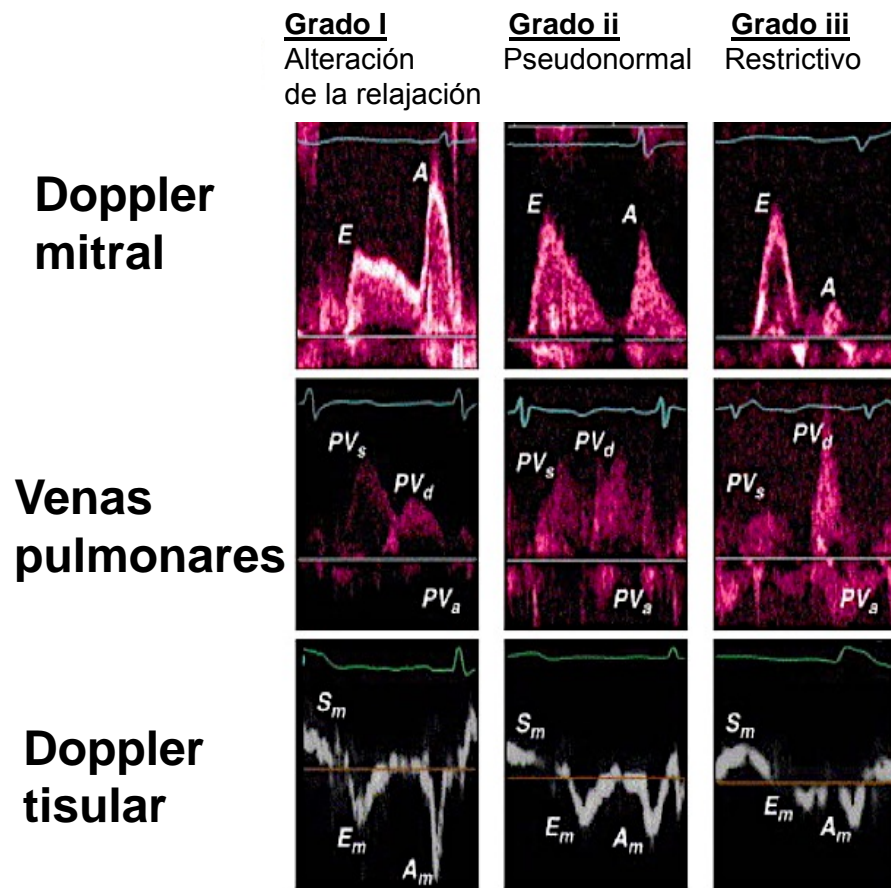 Grado I
Grado ii
Grado iii
Alteración
de la relajación
Pseudonormal
Restrictivo
Doppler
mitral
E
A
E
A
E
A
Venas
pulmonares
PVs
PVd
PVa
PVs
PVd
PVa
PVs
PVd
PVa
Doppler
tisular
Sm
Em
Am
Sm
Em
Am
Sm
Em
Am